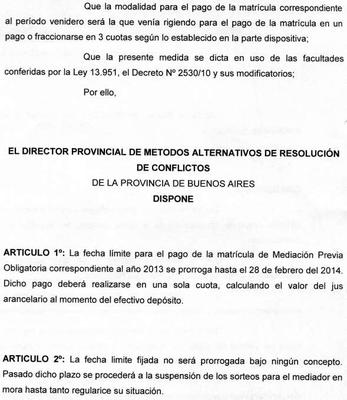 Que la modalidad para el pago de la matrícula correspondiente
al período venidero será la que venía rigiendo para el pago de la matricula en un
pago o fraccionarse en 3 cuotas según lo establecido en la parte dispositiva;
Que la presente medida se dicta en uso de las facultades
conferidas por la Ley 13.951, el Decreto Nº 2530/10 y sus modificatorios;
Por ello,
EL DIRECTOR PROVINCIAL DE METODOS ALTERNATIVOS DE RESOLUCIÓN
DE CONFLICTOS
DE LA PROVINCIA DE BUENOS AIRES
DISPONE
ARTICULO 1º: La fecha límite para el pago de la matrícula de Mediación Previa
Obligatoria correspondiente al año 2013 se prorroga hasta el 28 de febrero del 2014.
Dicho pago deberá realizarse en una sola cuota, calculando el valor del jus
arancelario al momento del efectivo depósito.
ARTICULO 2º: La fecha limite fijada no será prorrogada bajo ningún concepto.
Pasado dicho plazo se procederá a la suspensión de los sorteos para el mediador en
mora hasta tanto regularice su situación.